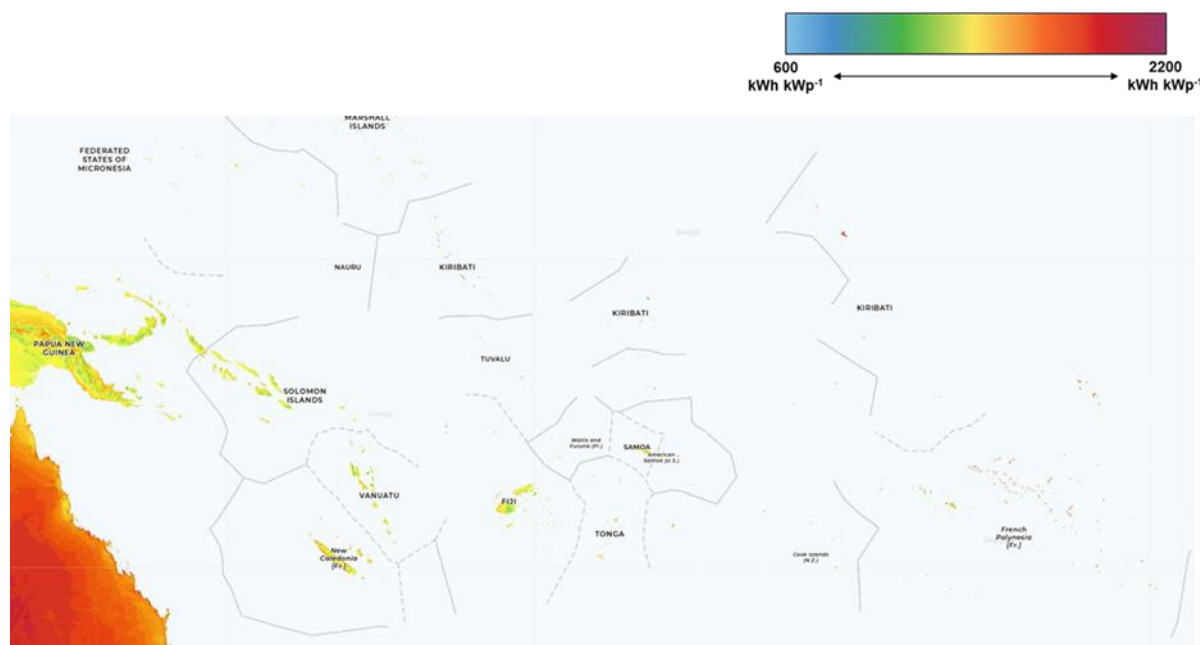 600
kWh kWp⁻¹
2200
kWh kWp⁻¹
MARSHALL
ISLANDS
FEDERATED
STATES OF
MICRONESIA
NAURU
KIRIBATI
KIRIBATI
KIRIBATI
PAPUA NEW
GUINEA
TUVALU
SOLOMON
ISLANDS
Wallis and
Futuna (Fr.)
SAMOA
American
Samoa (U.S.)
VANUATU
FIJI
TONGA
New
Caledonia
(Fr.)
Cook Islands
(N.Z.)
French
Polynesia
(Fr.)